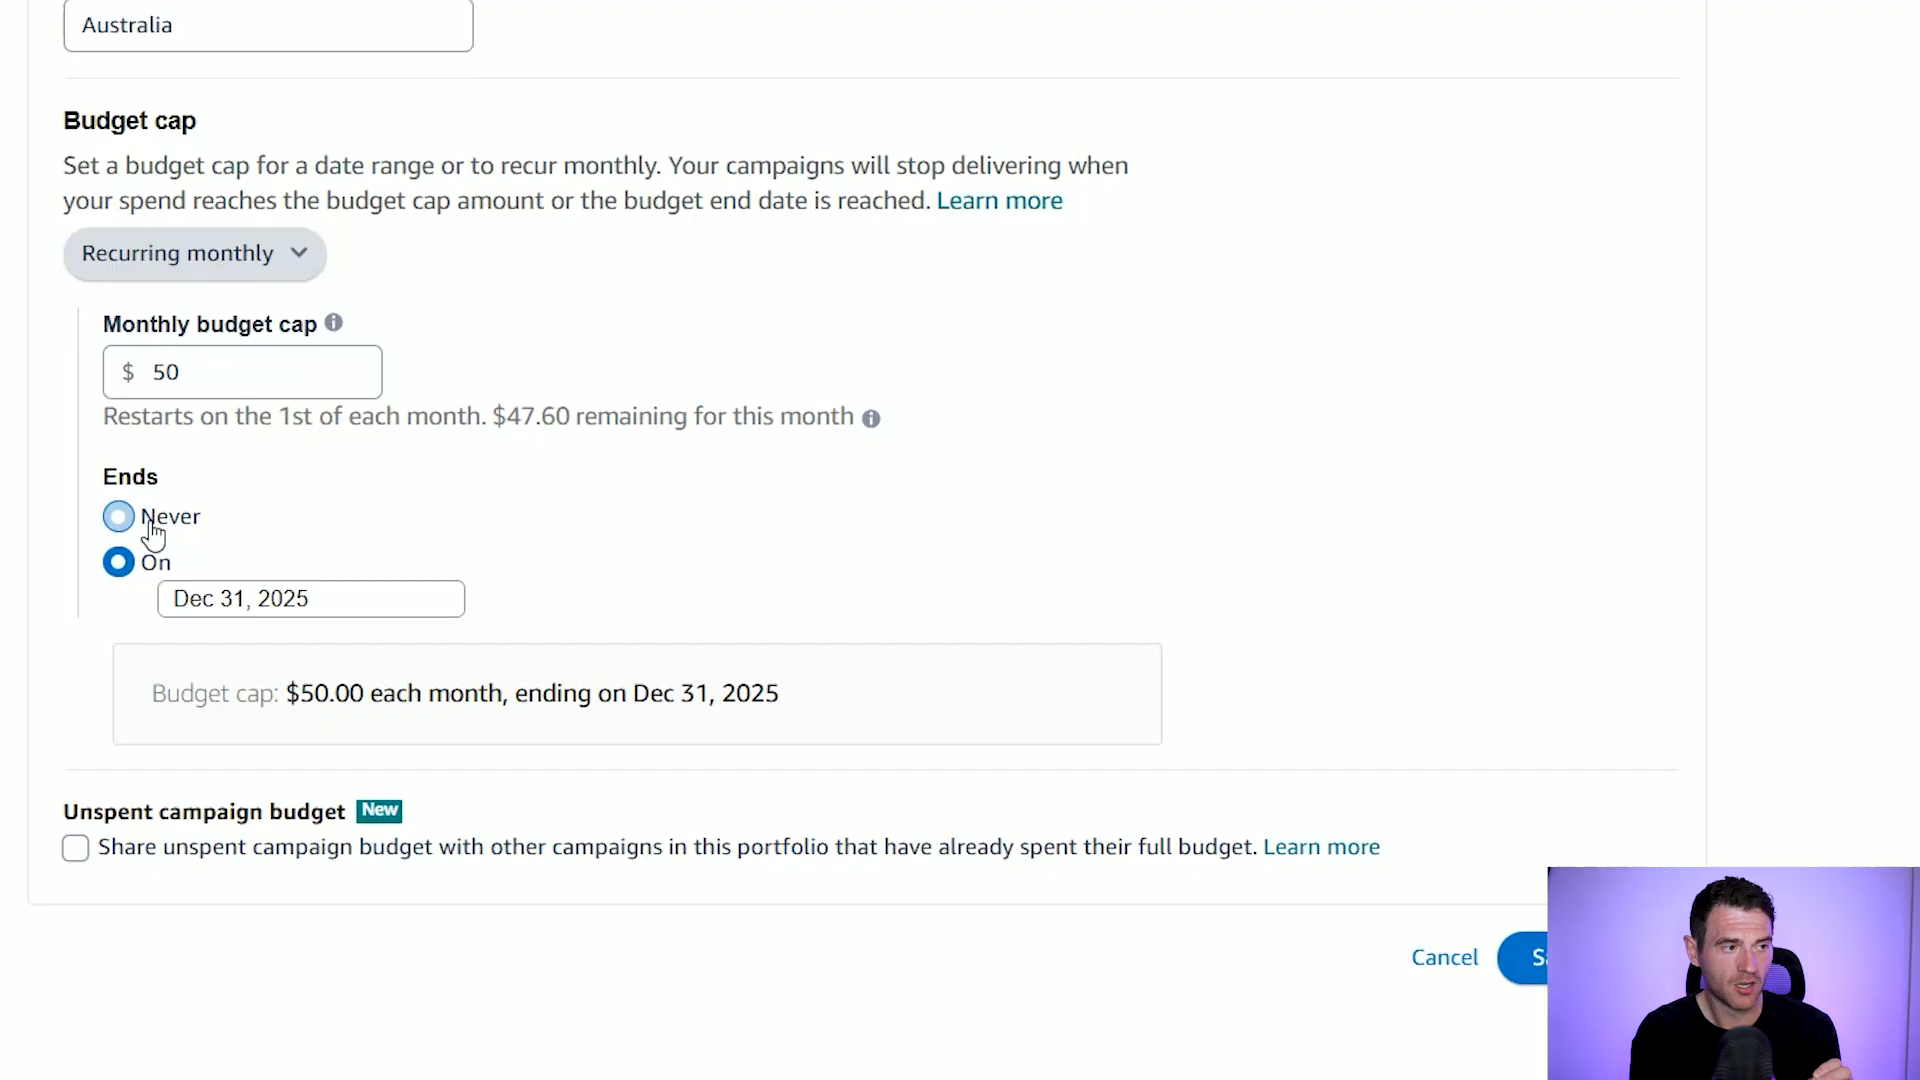 Australia
Budget cap
Set a budget cap for a date range or to recur monthly. Your campaigns will stop delivering when
your spend reaches the budget cap amount or the budget end date is reached. Learn more
Recurring monthly
Monthly budget cap
$ 50
Restarts on the 1st of each month. $47.60 remaining for this month
Ends
Never
On
Dec 31, 2025
Budget cap: $50.00 each month, ending on Dec 31, 2025
Unspent campaign budget New
Share unspent campaign budget with other campaigns in this portfolio that have already spent their full budget. Learn more
Cancel